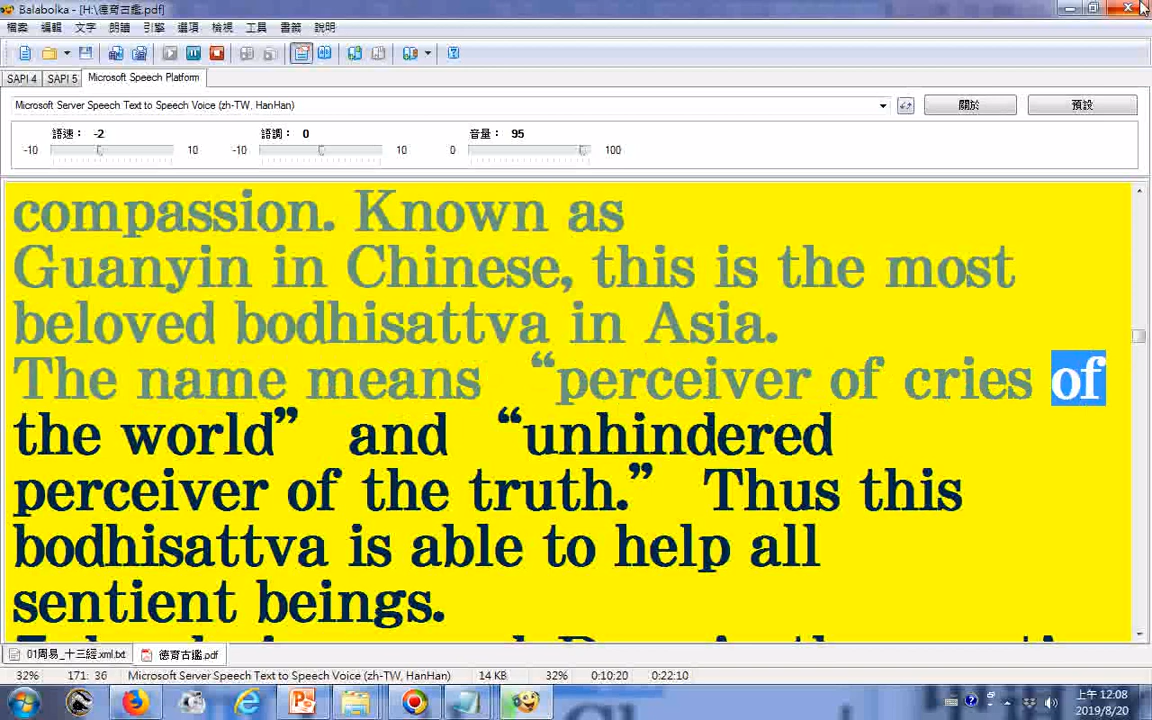 Balabolka - [H:\德育古鑑.pdf]
檔案 編輯 文字 朗讀 引擎 選項 檢視 工具 書籤 說明
SAPI 4 SAPI 5 Microsoft Speech Platform
Microsoft Server Speech Text to Speech Voice (zh-TW, HanHan) 關於 預設
語速： -2 語調： 0 音量： 95
-10 10 -10 10 0 100
compassion. Known as
Guanyin in Chinese, this is the most
beloved bodhisattva in Asia.
The name means “perceiver of cries of
the world” and “unhindered
perceiver of the truth.” Thus this
bodhisattva is able to help all
sentient beings.
01周易_十三經.xml.txt 德育古鑑.pdf
32% 171: 36 Microsoft Server Speech Text to Speech Voice (zh-TW, HanHan) 14 KB 32% 0:10:20 0:22:10
上午 12:08
2019/8/20